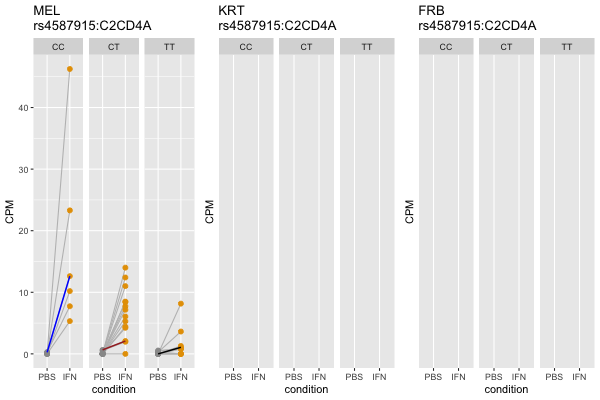 MEL
rs4587915:C2CD4A
CC CT TT
CPM
40
30
20
10
0
PBS IFN PBS IFN PBS IFN
condition
KRT
rs4587915:C2CD4A
CC CT TT
CPM
PBS IFN PBS IFN PBS IFN
condition
FRB
rs4587915:C2CD4A
CC CT TT
CPM
PBS IFN PBS IFN PBS IFN
condition